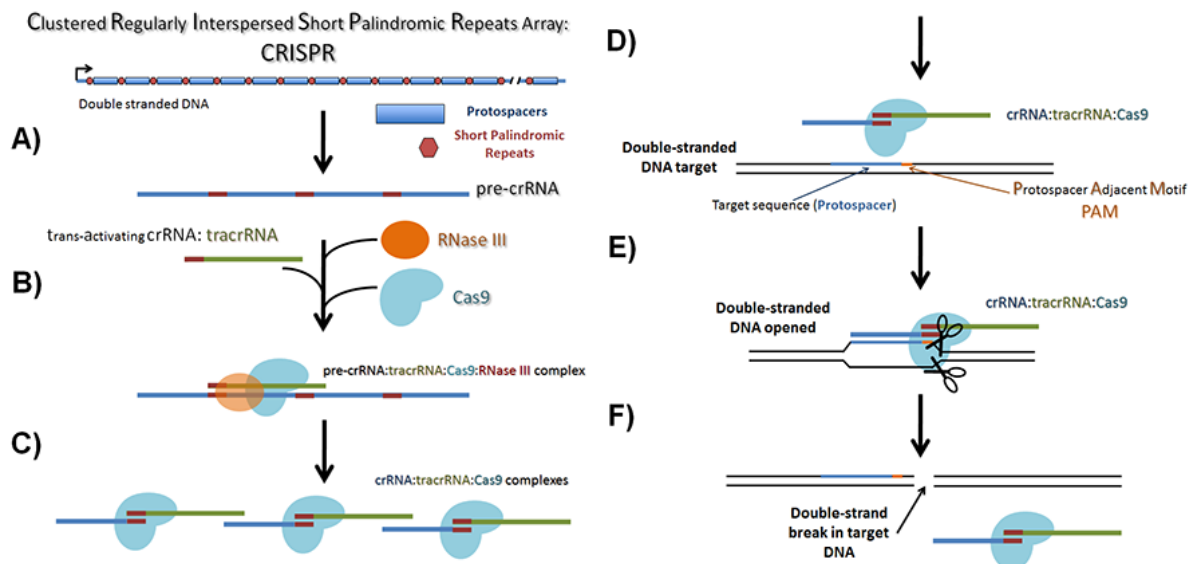 Clustered Regularly Interspersed Short Palindromic Repeats Array:
CRISPR
Double stranded DNA
Protospacers
Short Palindromic
Repeats
A)
pre-crRNA
trans-activating crRNA: tracrRNA
RNase III
B)
Cas9
pre-crRNA:tracrRNA:Cas9:RNase III complex
C)
crRNA:tracrRNA:Cas9 complexes
D)
crRNA:tracrRNA:Cas9
Double-stranded
DNA target
Target sequence (Protospacer)
Protospacer Adjacent Motif
PAM
E)
Double-stranded
DNA opened
crRNA:tracrRNA:Cas9
F)
Double-strand
break in target
DNA